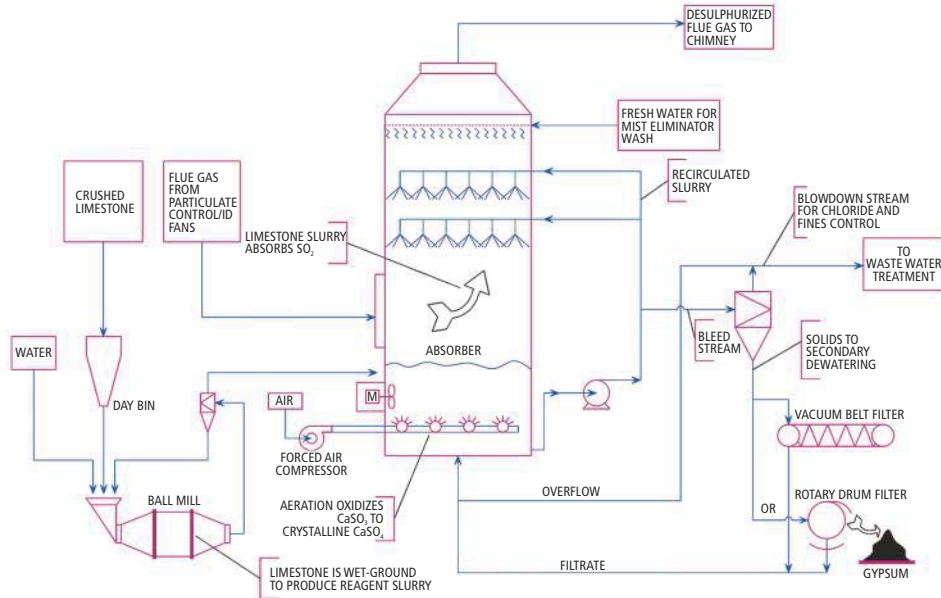 DESULPHURIZED
FLUE GAS TO
CHIMNEY
FRESH WATER FOR
MIST ELIMINATOR
WASH
CRUSHED
LIMESTONE
FLUE GAS
FROM
PARTICULATE
CONTROL/ID
FANS
LIMESTONE SLURRY
ABSORBS SO₂
RECIRCULATED
SLURRY
BLOWDOWN STREAM
FOR CHLORIDE AND
FINES CONTROL
TO
WASTE WATER
TREATMENT
WATER
DAY BIN
ABSORBER
BLEED
STREAM
SOLIDS TO
SECONDARY
DEWATERING
M
AIR
FORCED AIR
COMPRESSOR
VACUUM BELT FILTER
BALL MILL
AERATION OXIDIZES
CaSO₃ TO
CRYSTALLINE CaSO₄
OVERFLOW
OR
ROTARY DRUM FILTER
LIMESTONE IS WET-GROUND
TO PRODUCE REAGENT SLURRY
FILTRATE
GYPSUM